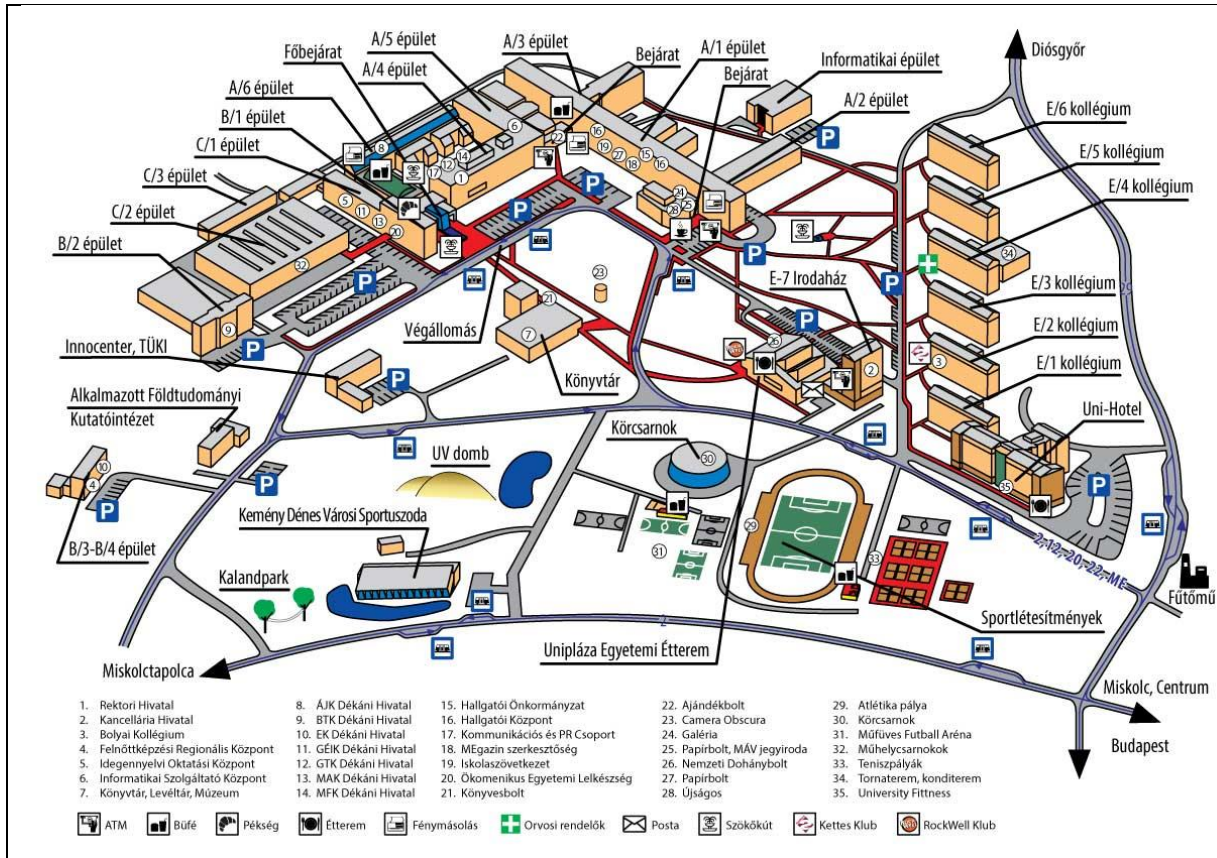 A/5 épület
A/3 épület
A/1 épület
Bejárat
Főbejárat
A/4 épület
Bejárat
Informatikai épület
Diósgyőr
A/6 épület
A/2 épület
E/6 kollégium
B/1 épület
C/1 épület
E/5 kollégium
C/3 épület
E/4 kollégium
C/2 épület
B/2 épület
E-7 Irodaház
E/3 kollégium
Végállomás
E/2 kollégium
Innocenter, TÜKI
Könyvtár
E/1 kollégium
Alkalmazott Földtudományi
Kutatóintézet
Uni-Hotel
Körcsarnok
UV domb
Kemény Dénes Városi Sportuszoda
B/3-B/4 épület
2, 12, 20, 22, ME
Kalandpark
Fűtőmű
2
Sportlétesítmények
Unipláza Egyetemi Étterem
Miskolctapolca
Miskolc, Centrum
Budapest
1. Rektori Hivatal
2. Kancellária Hivatal
3. Bolyai Kollégium
4. Felnőttképzési Regionális Központ
5. Idegennyelvi Oktatási Központ
6. Informatikai Szolgáltató Központ
7. Könyvtár, Levéltár, Múzeum
8. ÁJK Dékáni Hivatal
9. BTK Dékáni Hivatal
10. EK Dékáni Hivatal
11. GÉIK Dékáni Hivatal
12. GTK Dékáni Hivatal
13. MAK Dékáni Hivatal
14. MFK Dékáni Hivatal
15. Hallgatói Önkormányzat
16. Hallgatói Központ
17. Kommunikációs és PR Csoport
18. MEgazin szerkesztőség
19. Iskolaszövetkezet
20. Ökomenikus Egyetemi Lelkészség
21. Könyvesbolt
22. Ajándékbolt
23. Camera Obscura
24. Galéria
25. Papírbolt, MÁV jegyiroda
26. Nemzeti Dohánybolt
27. Papírbolt
28. Újságos
29. Atlétika pálya
30. Körcsarnok
31. Műfüves Futball Aréna
32. Műhelycsarnokok
33. Teniszpályák
34. Tornaterem, konditerem
35. University Fittness
ATM
Büfé
Pékség
Étterem
Fénymásolás
Orvosi rendelők
Posta
Szökőkút
Kettes Klub
RockWell Klub